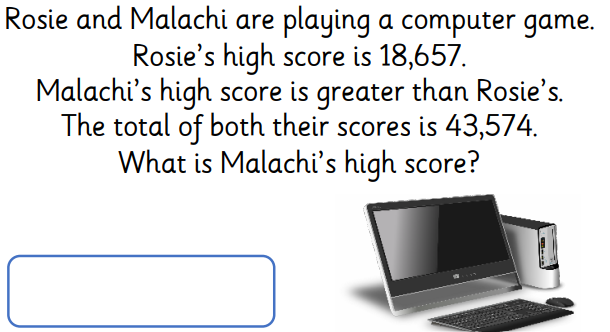 Rosie and Malachi are playing a computer game.
Rosie's high score is 18,657.
Malachi's high score is greater than Rosie's.
The total of both their scores is 43,574.
What is Malachi's high score?